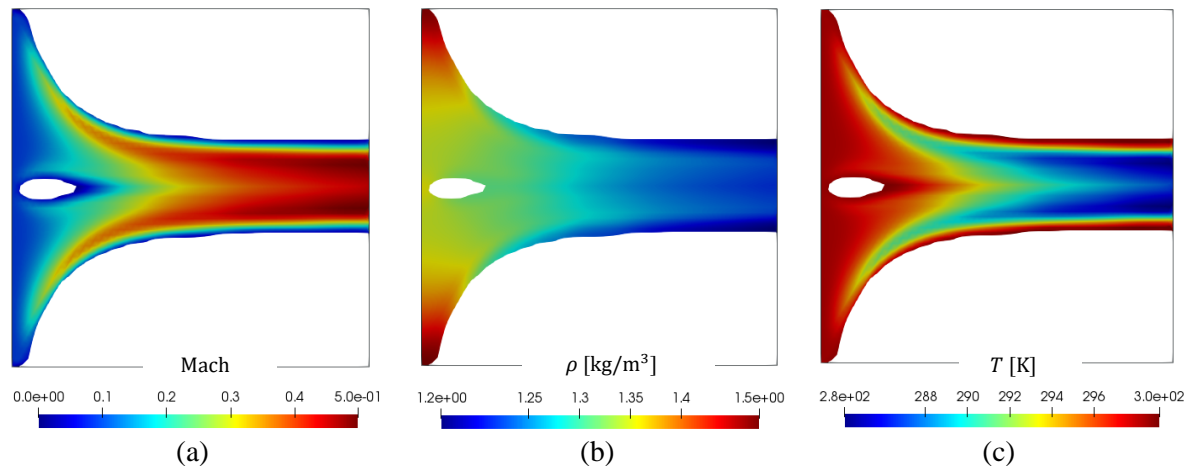 Mach
0.0e+00 0.1 0.2 0.3 0.4 5.0e-01
(a)
ρ [kg/m³]
1.2e+00 1.25 1.3 1.35 1.4 1.5e+00
(b)
T [K]
2.8e+02 288 290 292 294 296 3.0e+02
(c)